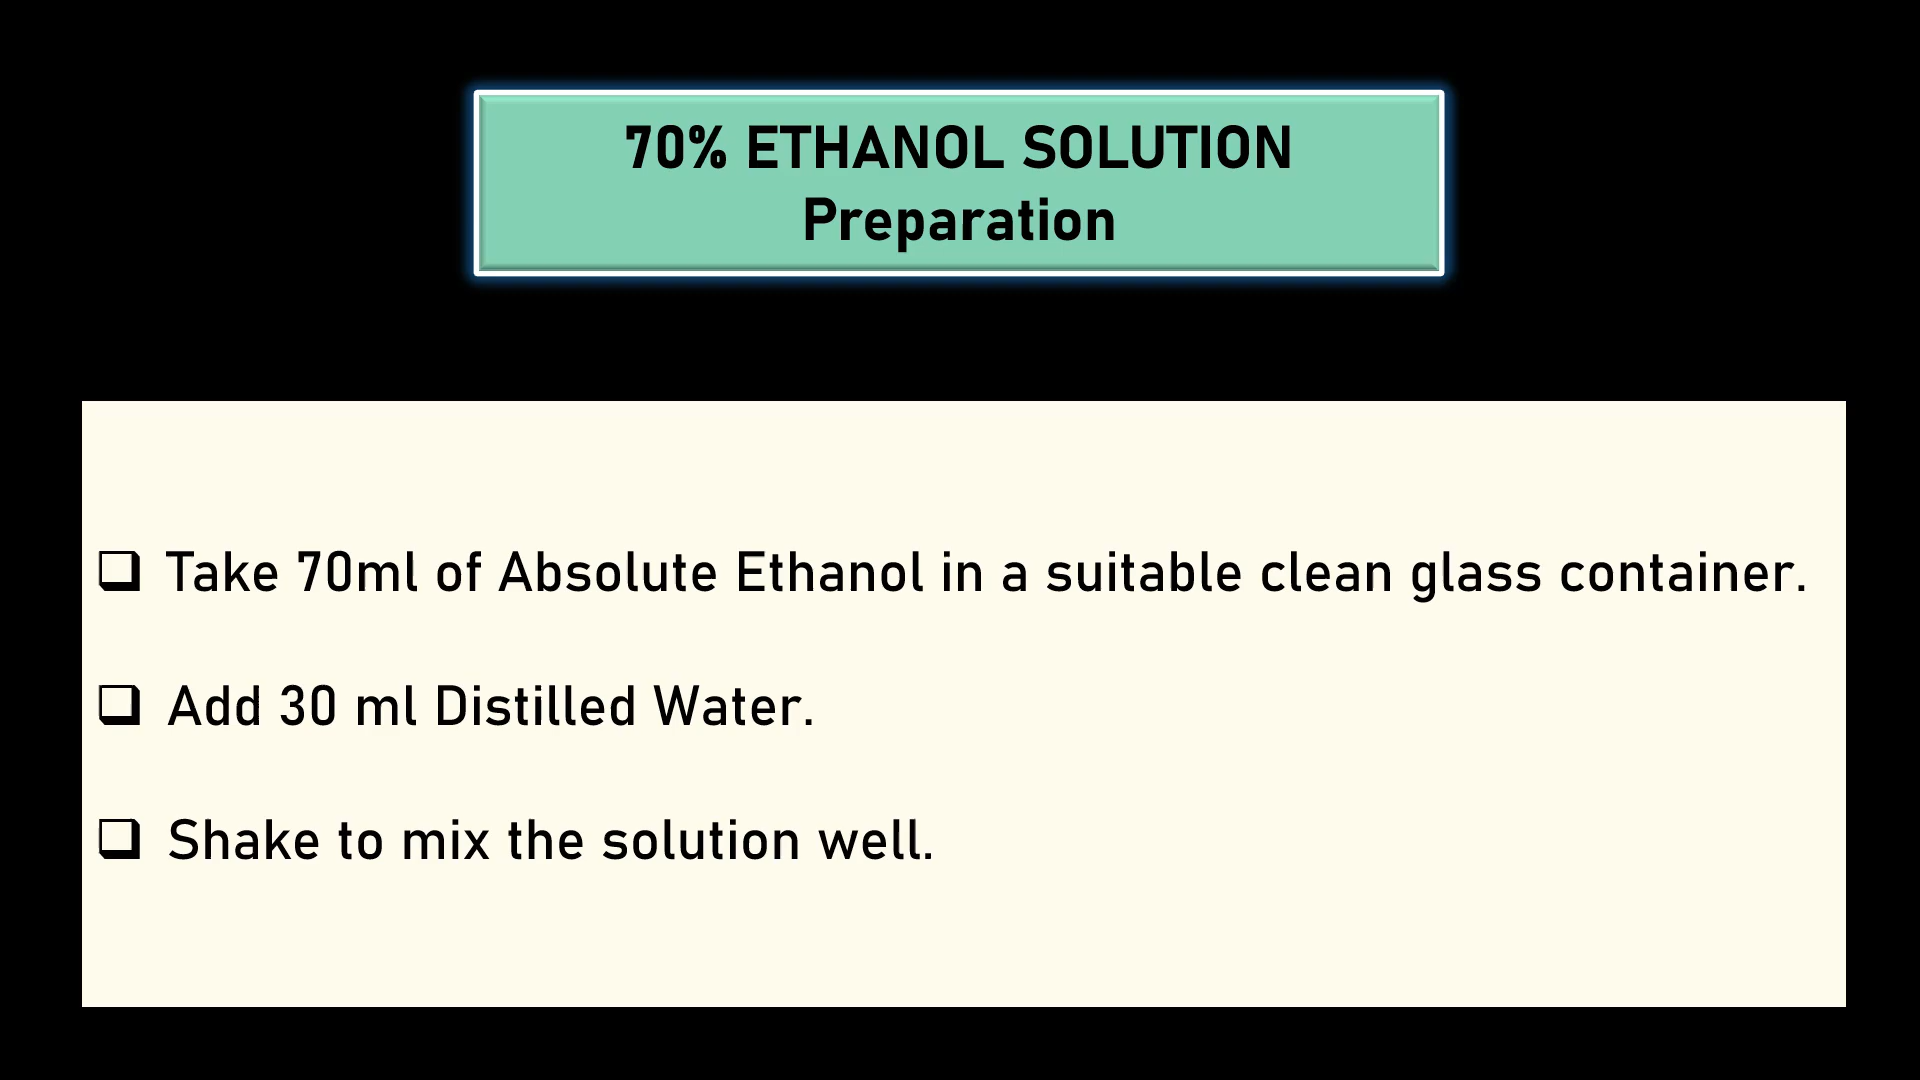 70% ETHANOL SOLUTION
Preparation
❑ Take 70ml of Absolute Ethanol in a suitable clean glass container.
❑ Add 30 ml Distilled Water.
❑ Shake to mix the solution well.